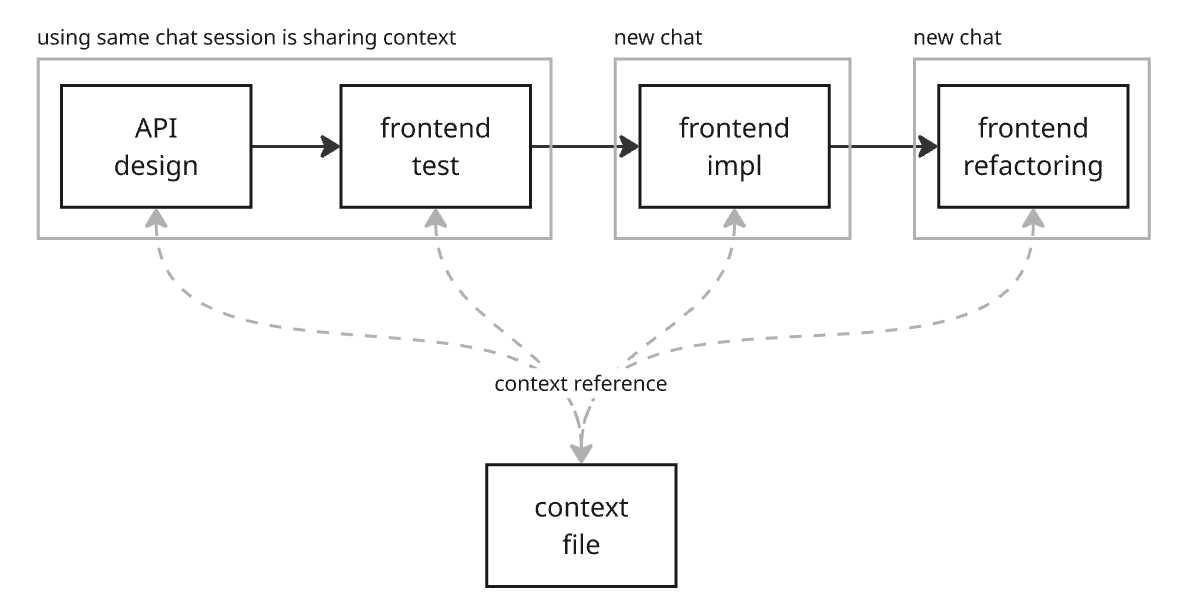 using same chat session is sharing context
new chat
new chat
API
design
frontend
test
frontend
impl
frontend
refactoring
context reference
context
file